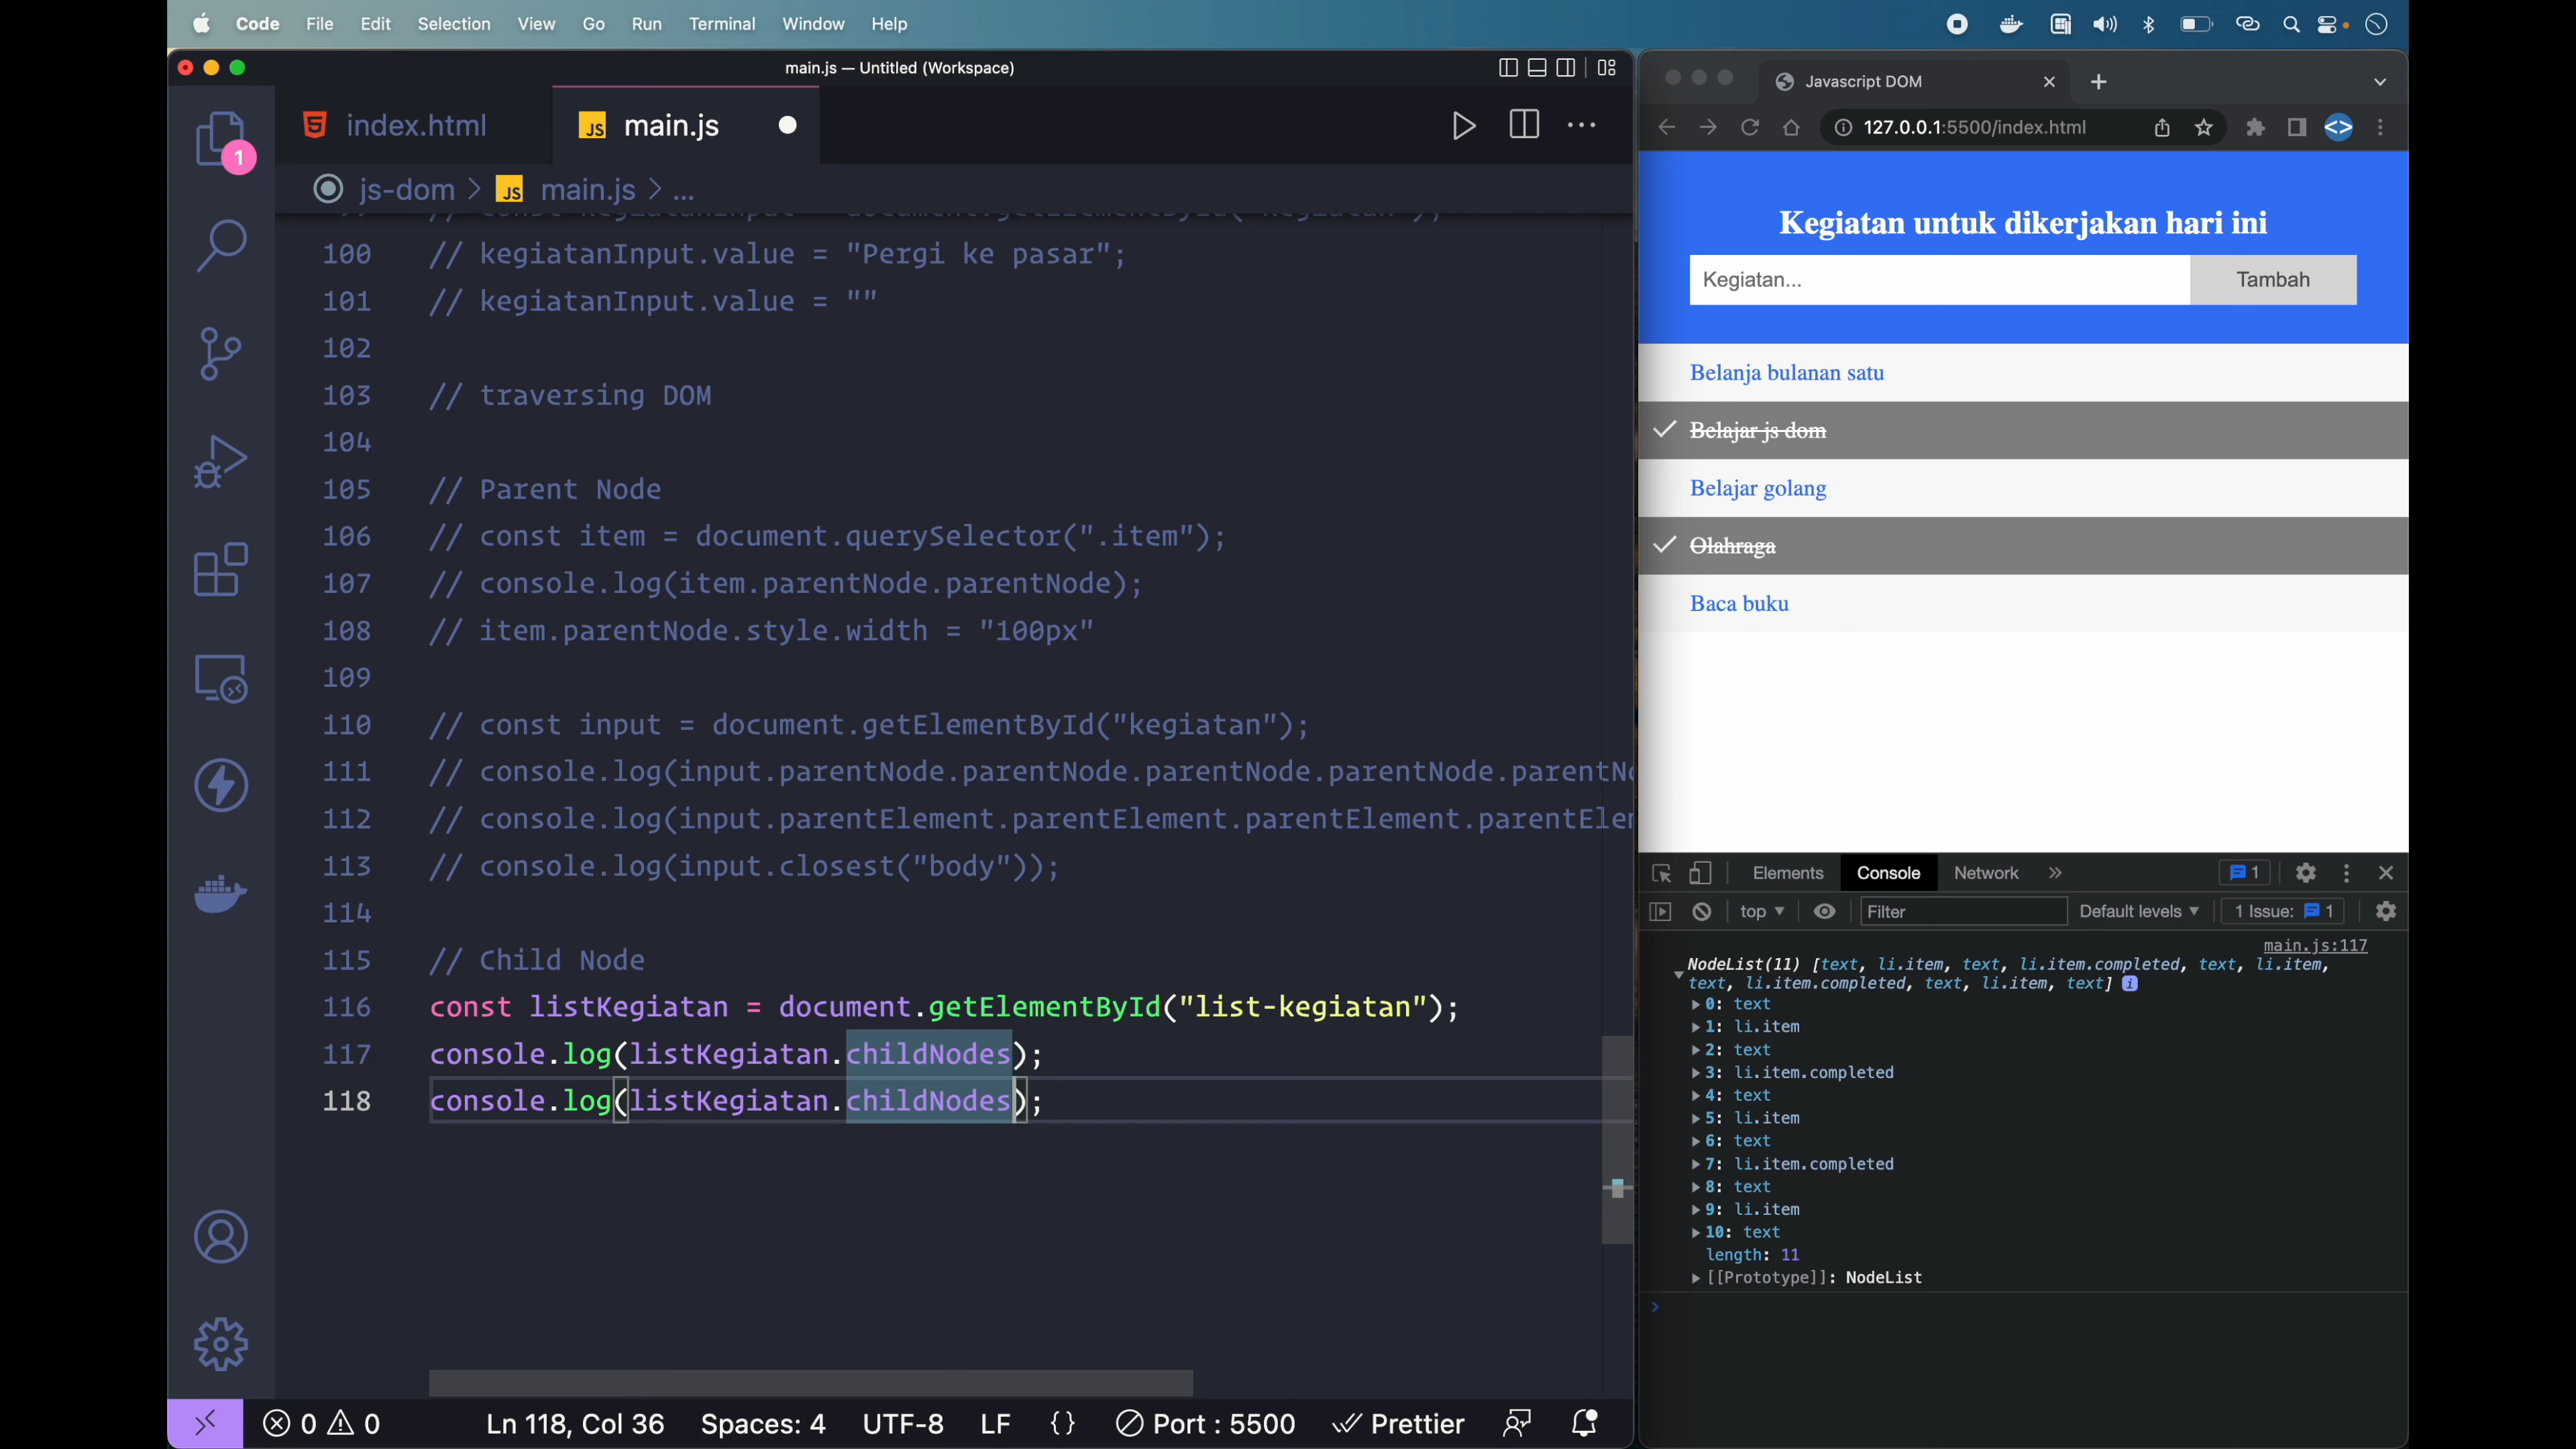 Code File Edit Selection View Go Run Terminal Window Help
main.js — Untitled (Workspace)
index.html
JS main.js
1
js-dom > JS main.js > ...
100 // kegiatanInput.value = "Pergi ke pasar";
101 // kegiatanInput.value = ""
102
103 // traversing DOM
104
105 // Parent Node
106 // const item = document.querySelector(".item");
107 // console.log(item.parentNode.parentNode);
108 // item.parentNode.style.width = "100px"
109
110 // const input = document.getElementById("kegiatan");
111 // console.log(input.parentNode.parentNode.parentNode.parentNode.parentN
112 // console.log(input.parentElement.parentElement.parentElement.parentEle
113 // console.log(input.closest("body"));
114
115 // Child Node
116 const listKegiatan = document.getElementById("list-kegiatan");
117 console.log(listKegiatan.childNodes);
118 console.log(listKegiatan.childNodes);
0 0 Ln 118, Col 36 Spaces: 4 UTF-8 LF {} Port : 5500 Prettier
Javascript DOM
127.0.0.1:5500/index.html
Kegiatan untuk dikerjakan hari ini
Kegiatan... Tambah
Belanja bulanan satu
Belajar js dom
Belajar golang
Olahraga
Baca buku
Elements Console Network » 1
top Filter Default levels 1 Issue: 1
main.js:117
NodeList(11) [text, li.item, text, li.item.completed, text, li.item,
text, li.item.completed, text, li.item, text] i
0: text
1: li.item
2: text
3: li.item.completed
4: text
5: li.item
6: text
7: li.item.completed
8: text
9: li.item
10: text
length: 11
[[Prototype]]: NodeList